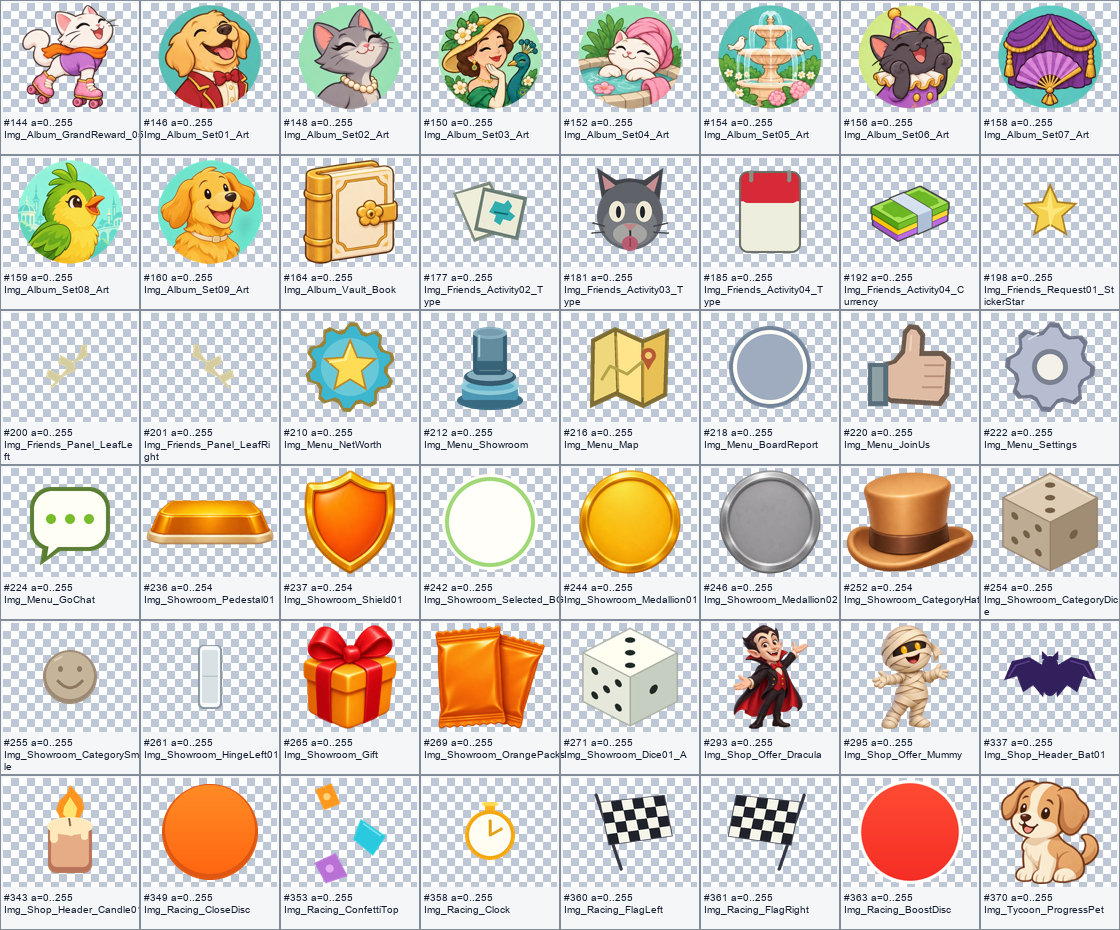 #144 a=0..255 #146 a=0..255 #148 a=0..255 #150 a=0..255 #152 a=0..255 #154 a=0..255 #156 a=0..255 #158 a=0..255
Img_Album_GrandReward_05 Img_Album_Set01_Art Img_Album_Set02_Art Img_Album_Set03_Art Img_Album_Set04_Art Img_Album_Set05_Art Img_Album_Set06_Art Img_Album_Set07_Art
#159 a=0..255 #160 a=0..255 #164 a=0..255 #177 a=0..255 #181 a=0..255 #185 a=0..255 #192 a=0..255 #198 a=0..255
Img_Album_Set08_Art Img_Album_Set09_Art Img_Album_Vault_Book Img_Friends_Activity02_T Img_Friends_Activity03_T Img_Friends_Activity04_T Img_Friends_Activity04_C Img_Friends_Request01_St
ype ype ype urrency ickerStar
#200 a=0..255 #201 a=0..255 #210 a=0..255 #212 a=0..255 #216 a=0..255 #218 a=0..255 #220 a=0..255 #222 a=0..255
Img_Friends_Panel_LeafLe Img_Friends_Panel_LeafRi Img_Menu_NetWorth Img_Menu_Showroom Img_Menu_Map Img_Menu_BoardReport Img_Menu_JoinUs Img_Menu_Settings
ft ght
#224 a=0..255 #236 a=0..254 #237 a=0..254 #242 a=0..255 #244 a=0..255 #246 a=0..255 #252 a=0..254 #254 a=0..255
Img_Menu_GoChat Img_Showroom_Pedestal01 Img_Showroom_Shield01 Img_Showroom_Selected_BG Img_Showroom_Medallion01 Img_Showroom_Medallion02 Img_Showroom_CategoryHat Img_Showroom_CategoryDic
e
#255 a=0..255 #261 a=0..255 #265 a=0..255 #269 a=0..255 #271 a=0..255 #293 a=0..255 #295 a=0..255 #337 a=0..255
Img_Showroom_CategorySm Img_Showroom_HingeLeft01 Img_Showroom_Gift Img_Showroom_OrangePacks Img_Showroom_Dice01_A Img_Shop_Offer_Dracula Img_Shop_Offer_Mummy Img_Shop_Header_Bat01
le
#343 a=0..255 #349 a=0..255 #353 a=0..255 #358 a=0..255 #360 a=0..255 #361 a=0..255 #363 a=0..255 #370 a=0..255
Img_Shop_Header_Candle01 Img_Racing_CloseDisc Img_Racing_ConfettiTop Img_Racing_Clock Img_Racing_FlagLeft Img_Racing_FlagRight Img_Racing_BoostDisc Img_Tycoon_ProgressPet